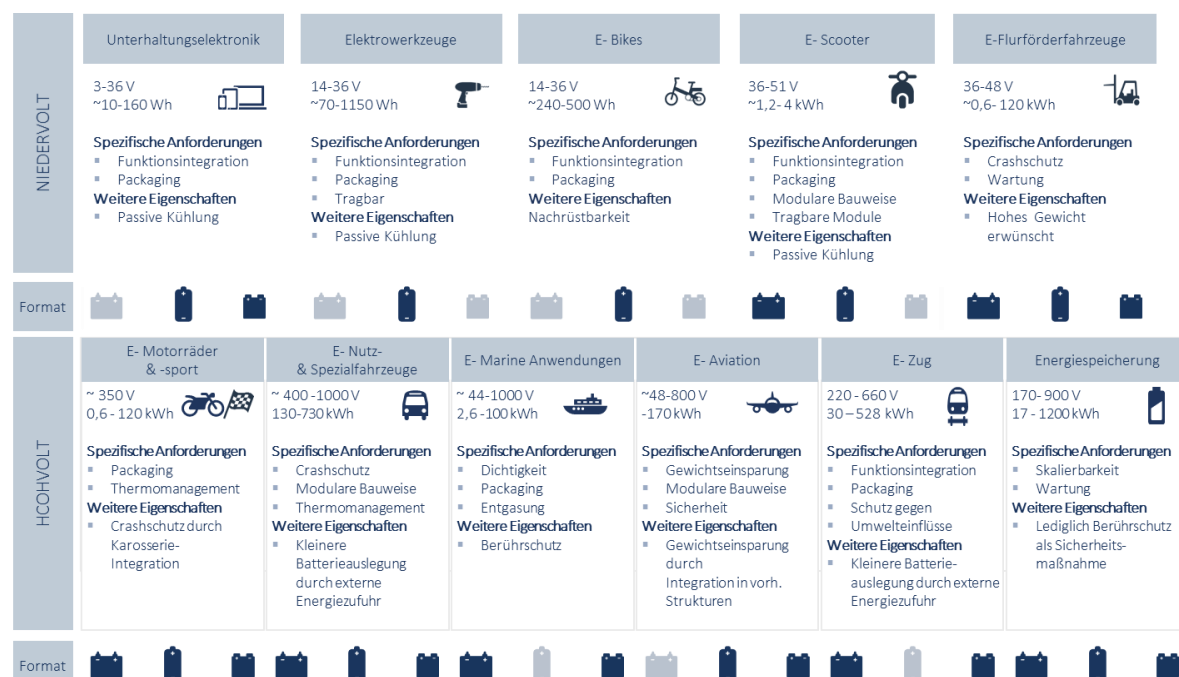 Unterhaltungselektronik
Elektrowerkzeuge
E- Bikes
E- Scooter
E-Flurförderfahrzeuge
NIEDERVOLT
3-36 V
~10-160 Wh
Spezifische Anforderungen
Funktionsintegration
Packaging
Weitere Eigenschaften
Passive Kühlung
14-36 V
~70-1150 Wh
Spezifische Anforderungen
Funktionsintegration
Packaging
Tragbar
Weitere Eigenschaften
Passive Kühlung
14-36 V
~240-500 Wh
Spezifische Anforderungen
Funktionsintegration
Packaging
Weitere Eigenschaften
Nachrüstbarkeit
36-51 V
~1,2- 4 kWh
Spezifische Anforderungen
Funktionsintegration
Packaging
Modulare Bauweise
Tragbare Module
Weitere Eigenschaften
Passive Kühlung
36-48 V
~0,6- 120 kWh
Spezifische Anforderungen
Crashschutz
Wartung
Weitere Eigenschaften
Hohes Gewicht
erwünscht
Format
HCOHVOLT
E- Motorräder
& -sport
~ 350 V
0,6 - 120 kWh
Spezifische Anforderungen
Packaging
Thermomanagement
Weitere Eigenschaften
Crashschutz durch
Karosserie-
Integration
E- Nutz-
& Spezialfahrzeuge
~ 400 -1000 V
130-730 kWh
Spezifische Anforderungen
Crashschutz
Modulare Bauweise
Thermomanagement
Weitere Eigenschaften
Kleinere
Batterieauslegung
durch externe
Energiezufuhr
E- Marine Anwendungen
~ 44-1000 V
2,6 -100 kWh
Spezifische Anforderungen
Dichtigkeit
Packaging
Entgasung
Weitere Eigenschaften
Berührschutz
E- Aviation
~48-800 V
-170 kWh
Spezifische Anforderungen
Gewichtseinsparung
Modulare Bauweise
Sicherheit
Weitere Eigenschaften
Gewichtseinsparung
durch
Integration in vorh.
Strukturen
E- Zug
220 - 660 V
30 – 528 kWh
Spezifische Anforderungen
Funktionsintegration
Packaging
Schutz gegen
Umwelteinflüsse
Weitere Eigenschaften
Kleinere Batterie-
auslegung durch externe
Energiezufuhr
Energiespeicherung
170- 900 V
17 - 1200 kWh
Spezifische Anforderungen
Skalierbarkeit
Wartung
Weitere Eigenschaften
Lediglich Berührschutz
als Sicherheits-
maßnahme
Format